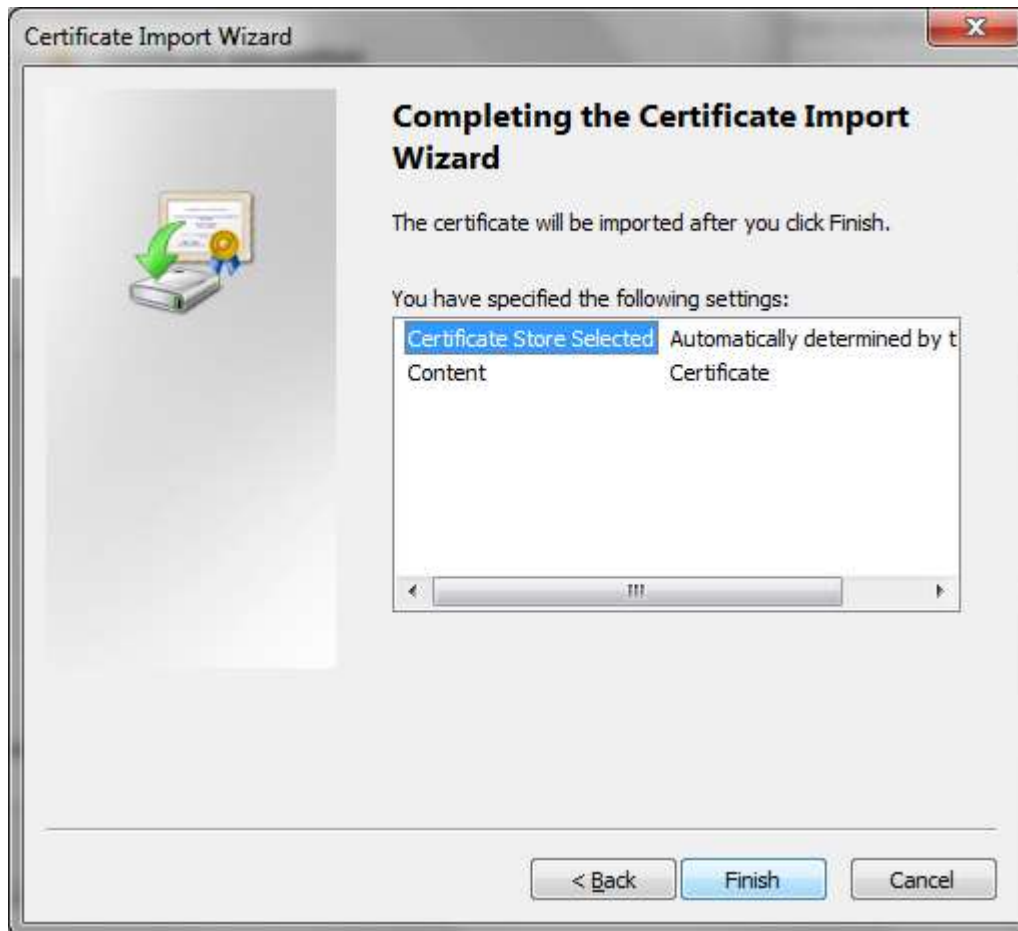 Certificate Import Wizard
Completing the Certificate Import
Wizard
The certificate will be imported after you click Finish.
You have specified the following settings:
Certificate Store Selected Automatically determined by t
Content Certificate
< Back Finish Cancel